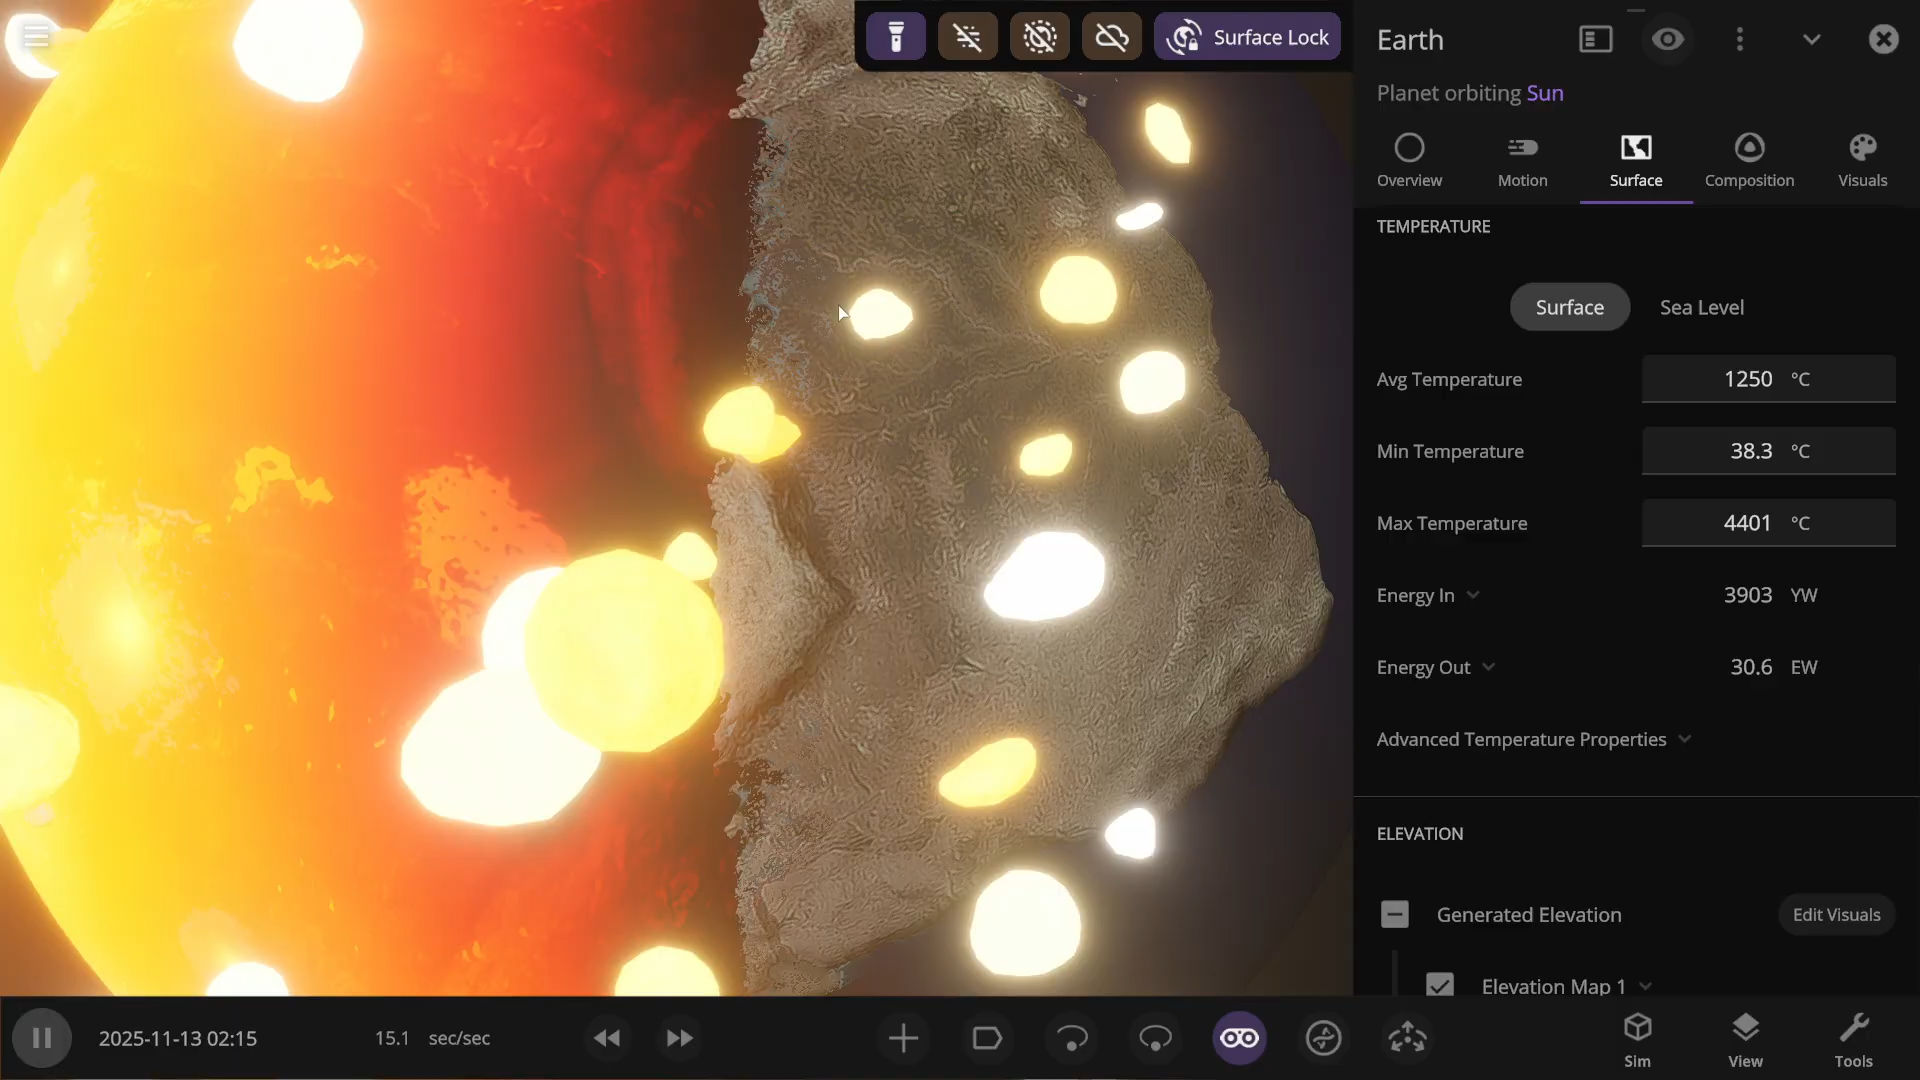 Surface Lock
Earth
Planet orbiting Sun
Overview
Motion
Surface
Composition
Visuals
TEMPERATURE
Surface
Sea Level
Avg Temperature 1250 °C
Min Temperature 38.3 °C
Max Temperature 4401 °C
Energy In 3903 YW
Energy Out 30.6 EW
Advanced Temperature Properties
ELEVATION
Generated Elevation
Edit Visuals
Elevation Map 1
2025-11-13 02:15
15.1 sec/sec
Sim
View
Tools